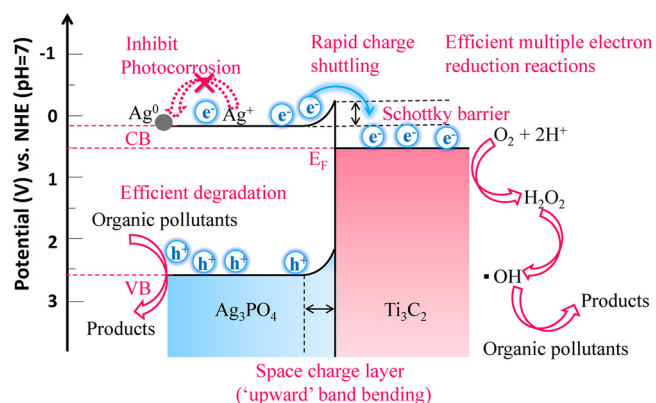 Potential (V) vs. NHE (pH=7)
-1
0
1
2
3
Inhibit
Photocorrosion
Rapid charge
shuttling
Efficient multiple electron
reduction reactions
Ag⁰
e⁻
Ag⁺
e⁻
e⁻
Schottky barrier
CB
e⁻
e⁻
e⁻
O₂ + 2H⁺
E_F
H₂O₂
Efficient degradation
Organic pollutants
h⁺
h⁺
h⁺
h⁺
VB
▪ OH
Ag₃PO₄
Ti₃C₂
Products
Products
Organic pollutants
Space charge layer
(‘upward’ band bending)